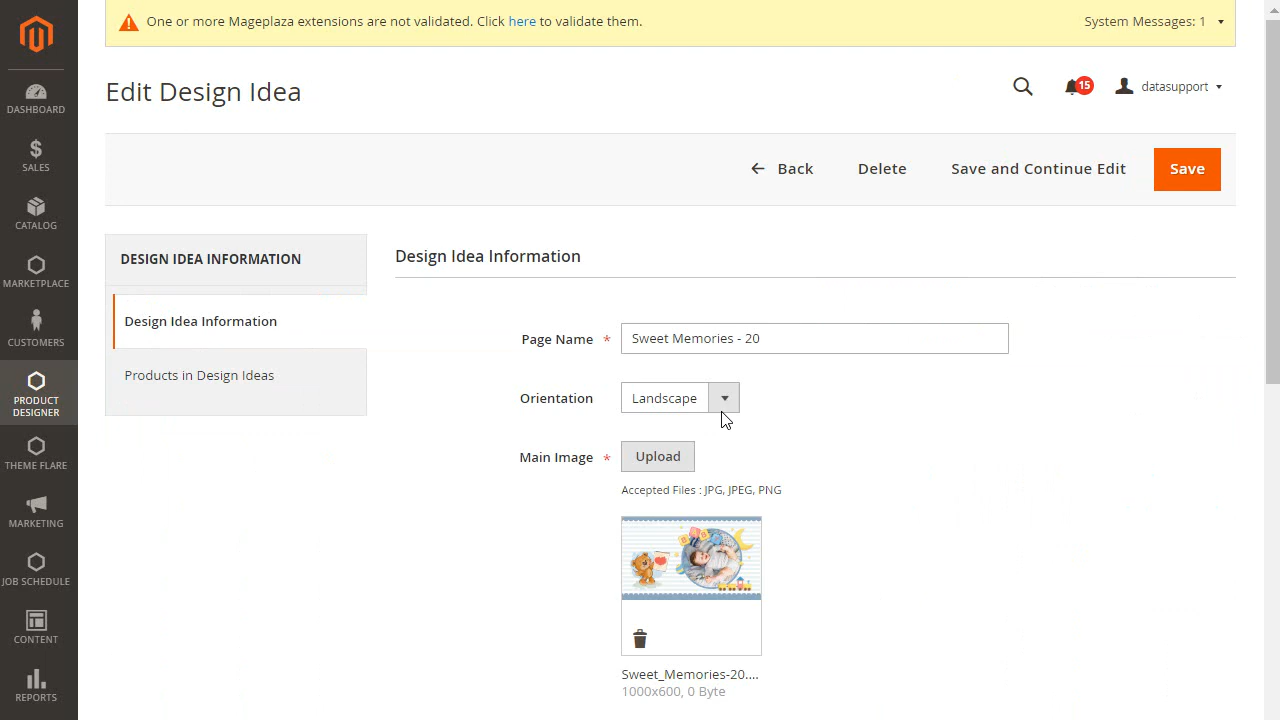 One or more Mageplaza extensions are not validated. Click here to validate them.
System Messages: 1
Edit Design Idea
15
datasupport
Back
Delete
Save and Continue Edit
Save
DASHBOARD
SALES
CATALOG
MARKETPLACE
CUSTOMERS
PRODUCT
DESIGNER
THEME FLARE
MARKETING
JOB SCHEDULE
CONTENT
REPORTS
DESIGN IDEA INFORMATION
Design Idea Information
Products in Design Ideas
Design Idea Information
Page Name *
Sweet Memories - 20
Orientation
Landscape
Main Image *
Upload
Accepted Files : JPG, JPEG, PNG
Sweet_Memories-20....
1000x600, 0 Byte